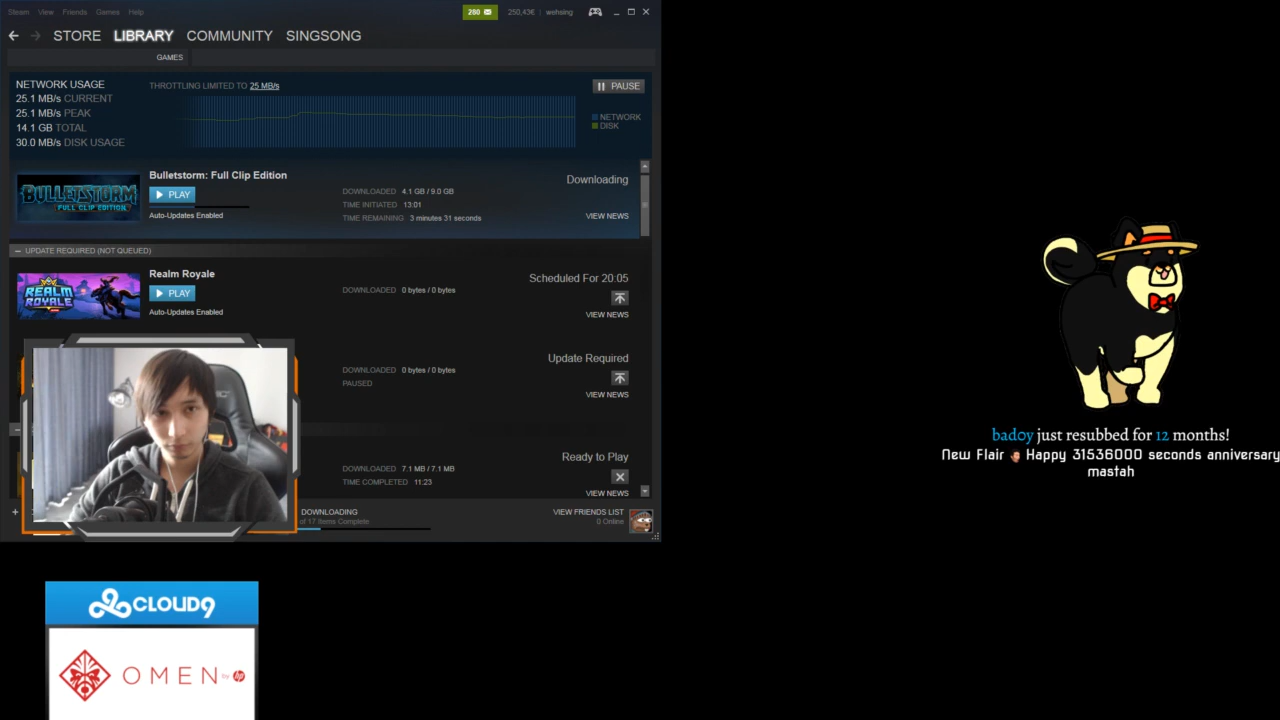 Steam View Friends Games Help
280
250,43€ wehsing
STORE LIBRARY COMMUNITY SINGSONG
GAMES
NETWORK USAGE
25.1 MB/s CURRENT
25.1 MB/s PEAK
14.1 GB TOTAL
30.0 MB/s DISK USAGE
THROTTLING LIMITED TO 25 MB/s
PAUSE
NETWORK
DISK
BULLETSTORM
FULL CLIP EDITION
Bulletstorm: Full Clip Edition
PLAY
Auto-Updates Enabled
DOWNLOADED 4.1 GB / 9.0 GB
TIME INITIATED 13:01
TIME REMAINING 3 minutes 31 seconds
Downloading
VIEW NEWS
UPDATE REQUIRED (NOT QUEUED)
REALM
ROYALE
Realm Royale
PLAY
Auto-Updates Enabled
DOWNLOADED 0 bytes / 0 bytes
Scheduled For 20:05
VIEW NEWS
DOWNLOADED 0 bytes / 0 bytes
PAUSED
Update Required
VIEW NEWS
DOWNLOADED 7.1 MB / 7.1 MB
TIME COMPLETED 11:23
Ready to Play
VIEW NEWS
DOWNLOADING
of 17 Items Complete
VIEW FRIENDS LIST
0 Online
bad0y just resubbed for 12 months!
New Flair Happy 31536000 seconds anniversary
mastah
CLOUD9
OMEN by hp